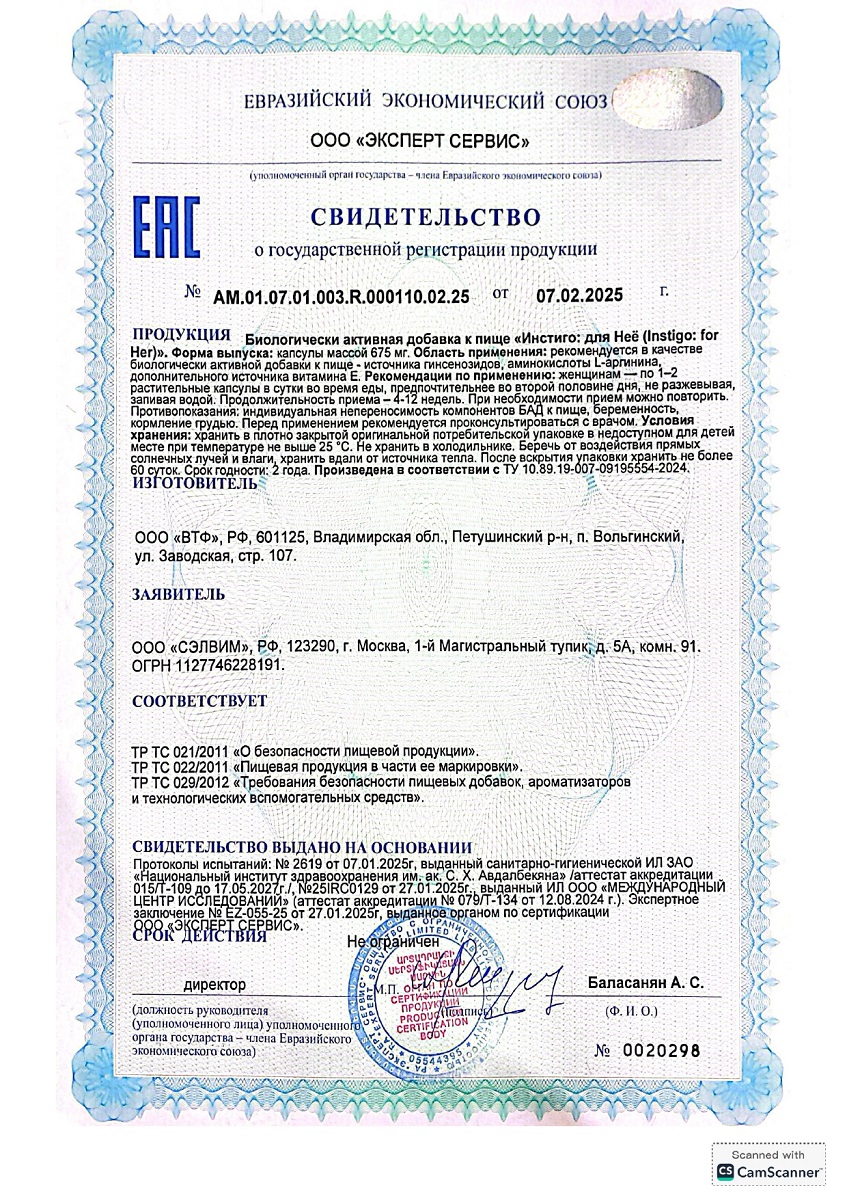 ЕВРАЗИЙСКИЙ ЭКОНОМИЧЕСКИЙ СОЮЗ
ООО «ЭКСПЕРТ СЕРВИС»
(уполномоченный орган государства – члена Евразийского экономического союза)
ЕАС
СВИДЕТЕЛЬСТВО
о государственной регистрации продукции
№ AM.01.07.01.003.R.000110.02.25 от 07.02.2025 г.
ПРОДУКЦИЯ Биологически активная добавка к пище «Инстиго: для Неё (Instigo: for
Her)». Форма выпуска: капсулы массой 675 мг. Область применения: рекомендуется в качестве
биологически активной добавки к пище - источника гинсенозидов, аминокислоты L-аргинина,
дополнительного источника витамина Е. Рекомендации по применению: женщинам — по 1–2
растительные капсулы в сутки во время еды, предпочтительнее во второй половине дня, не разжевывая,
запивая водой. Продолжительность приема – 4-12 недель. При необходимости прием можно повторить.
Противопоказания: индивидуальная непереносимость компонентов БАД к пище, беременность,
кормление грудью. Перед применением рекомендуется проконсультироваться с врачом. Условия
хранения: хранить в плотно закрытой оригинальной потребительской упаковке в недоступном для детей
месте при температуре не выше 25 °С. Не хранить в холодильнике. Беречь от воздействия прямых
солнечных лучей и влаги, хранить вдали от источника тепла. После вскрытия упаковки хранить не более
60 суток. Срок годности: 2 года. Произведена в соответствии с ТУ 10.89.19-007-09195554-2024.
ИЗГОТОВИТЕЛЬ
ООО «ВТФ», РФ, 601125, Владимирская обл., Петушинский р-н, п. Вольгинский,
ул. Заводская, стр. 107.
ЗАЯВИТЕЛЬ
ООО «СЭЛВИМ», РФ, 123290, г. Москва, 1-й Магистральный тупик, д. 5А, комн. 91.
ОГРН 1127746228191.
СООТВЕТСТВУЕТ
ТР ТС 021/2011 «О безопасности пищевой продукции».
ТР ТС 022/2011 «Пищевая продукция в части ее маркировки».
ТР ТС 029/2012 «Требования безопасности пищевых добавок, ароматизаторов
и технологических вспомогательных средств».
СВИДЕТЕЛЬСТВО ВЫДАНО НА ОСНОВАНИИ
Протоколы испытаний: № 2619 от 07.01.2025г, выданный санитарно-гигиенической ИЛ ЗАО
«Национальный институт здравоохранения им. ак. С. Х. Авдалбекяна» /аттестат аккредитации
015/Т-109 до 17.05.2027г./, №25IRC0129 от 27.01.2025г., выданный ИЛ ООО «МЕЖДУНАРОДНЫЙ
ЦЕНТР ИССЛЕДОВАНИЙ» (аттестат аккредитации № 079/Т-134 от 12.08.2024 г.). Экспертное
заключение № EZ-055-25 от 27.01.2025г, выданное органом по сертификации
ООО «ЭКСПЕРТ СЕРВИС».
СРОК ДЕЙСТВИЯ
Не ограничен
директор
М.П.
(подпись)
Баласанян А. С.
(Ф. И. О.)
(должность руководителя
(уполномоченного лица) уполномоченного
органа государства – члена Евразийского
экономического союза)
ОРГАН ПО
СЕРТИФИКАЦИИ
ПРОДУКЦИИ
PRODUCT
CERTIFICATION
BODY
05544395
№ 0020298
Scanned with
CS CamScanner